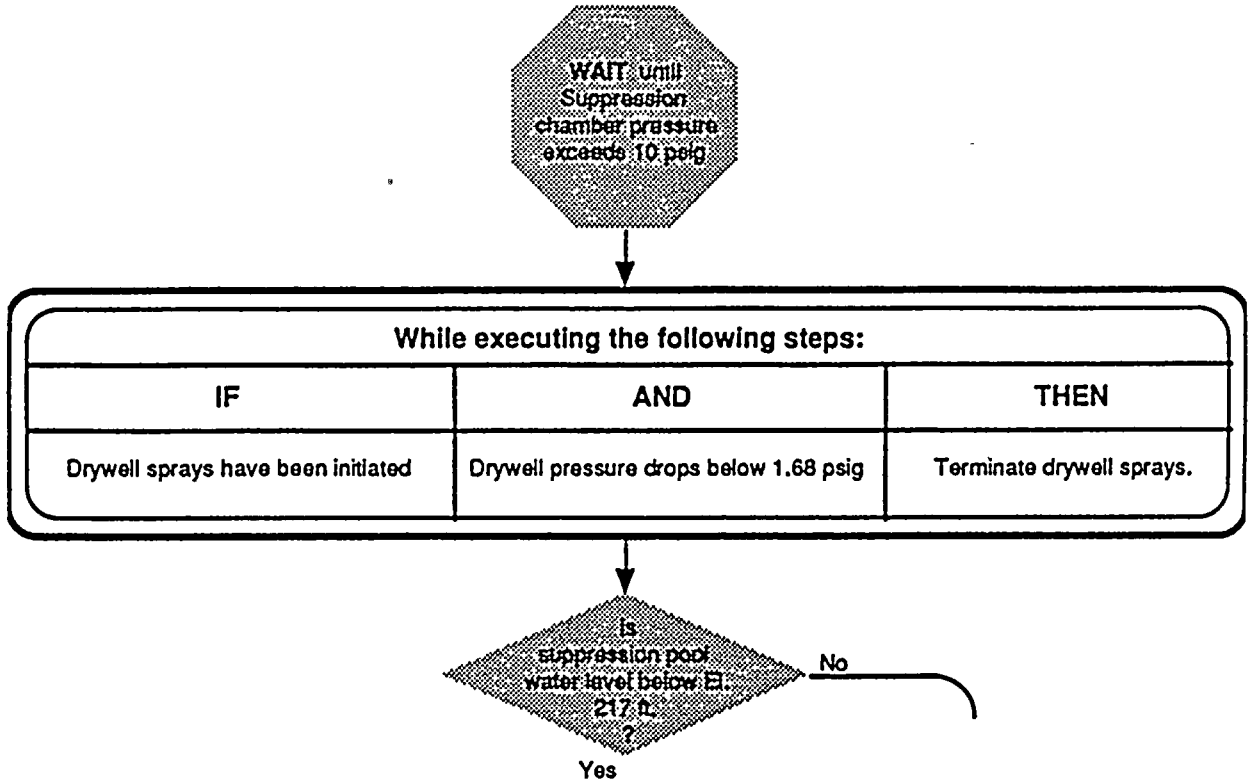 WAIT until
Suppression
chamber pressure
exceeds 10 psig
While executing the following steps:
IF
AND
THEN
Drywell sprays have been initiated
Drywell pressure drops below 1.68 psig
Terminate drywell sprays.
Is
suppression pool
water level below El.
217 ft.
?
No
Yes